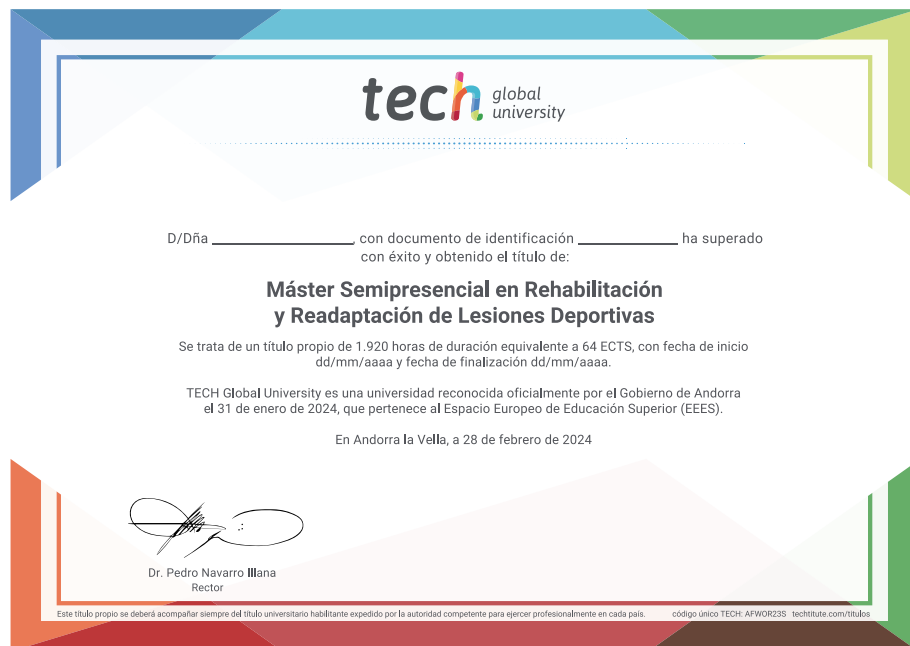 tech global
university
D/Dña ____________________, con documento de identificación ______________ ha superado
con éxito y obtenido el título de:
Máster Semipresencial en Rehabilitación
y Readaptación de Lesiones Deportivas
Se trata de un título propio de 1.920 horas de duración equivalente a 64 ECTS, con fecha de inicio
dd/mm/aaaa y fecha de finalización dd/mm/aaaa.
TECH Global University es una universidad reconocida oficialmente por el Gobierno de Andorra
el 31 de enero de 2024, que pertenece al Espacio Europeo de Educación Superior (EEES).
En Andorra la Vella, a 28 de febrero de 2024
Dr. Pedro Navarro Illana
Rector
Este título propio se deberá acompañar siempre del título universitario habilitante expedido por la autoridad competente para ejercer profesionalmente en cada país. código único TECH: AFWOR23S techtitute.com/titulos